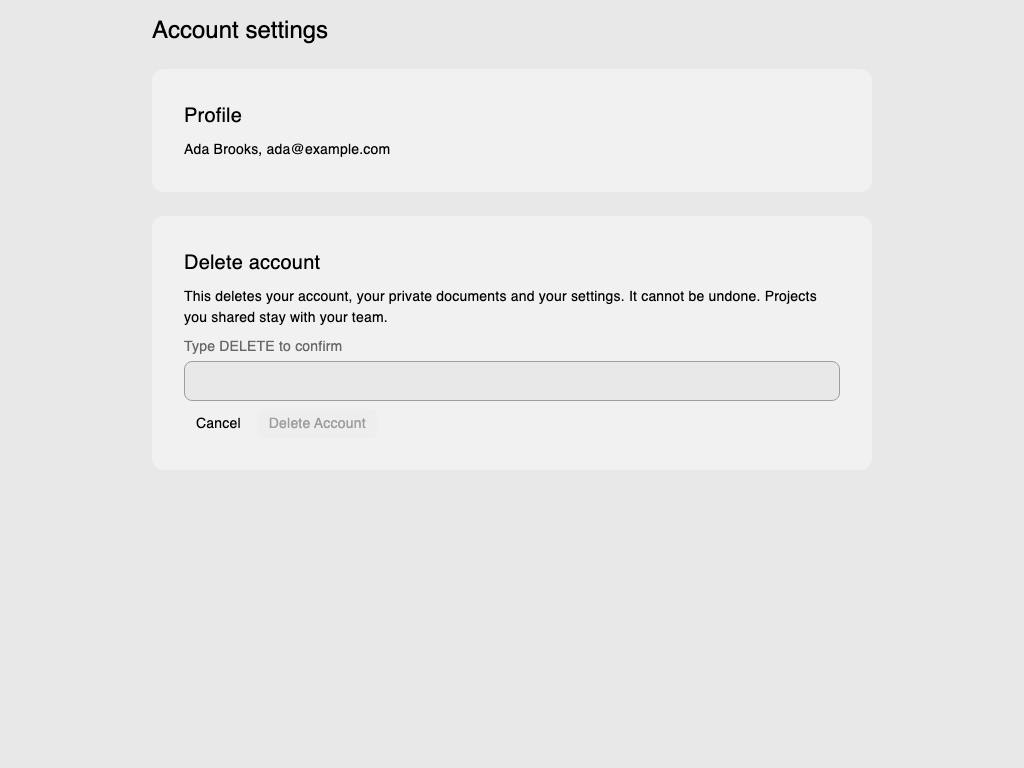 Account settings
Profile
Ada Brooks, ada@example.com
Delete account
This deletes your account, your private documents and your settings. It cannot be undone. Projects
you shared stay with your team.
Type DELETE to confirm
Cancel
Delete Account